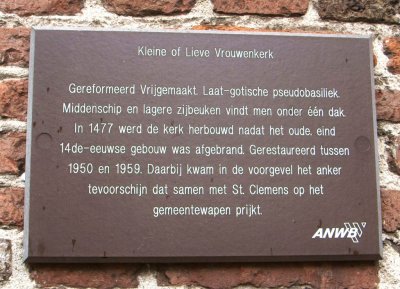 Kleine of Lieve Vrouwenkerk
Gereformeerd Vrijgemaakt. Laat-gotische pseudobasiliek.
Middenschip en lagere zijbeuken vindt men onder één dak.
In 1477 werd de kerk herbouwd nadat het oude, eind
14de-eeuwse gebouw was afgebrand. Gerestaureerd tussen
1950 en 1959. Daarbij kwam in de voorgevel het anker
tevoorschijn dat samen met St. Clemens op het
gemeentewapen prijkt.
ANWB